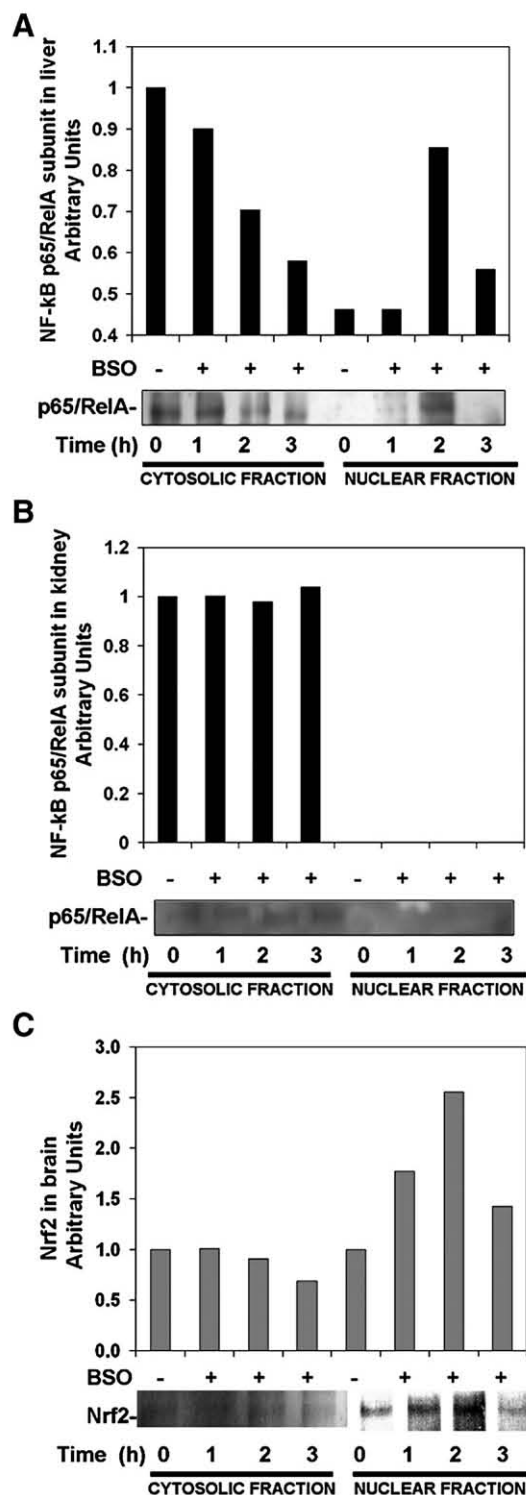 A
NF-kB p65/RelA subunit in liver
Arbitrary Units
1.1
1
0.9
0.8
0.7
0.6
0.5
0.4
BSO - + + + - + + +
p65/RelA-
Time (h) 0 1 2 3 0 1 2 3
CYTOSOLIC FRACTION NUCLEAR FRACTION
B
NF-kB p65/RelA subunit in kidney
Arbitrary Units
1.2
1
0.8
0.6
0.4
0.2
0
BSO - + + + - + + +
p65/RelA-
Time (h) 0 1 2 3 0 1 2 3
CYTOSOLIC FRACTION NUCLEAR FRACTION
C
Nrf2 in brain
Arbitrary Units
3.0
2.5
2.0
1.5
1.0
0.5
0.0
BSO - + + + - + + +
Nrf2-
Time (h) 0 1 2 3 0 1 2 3
CYTOSOLIC FRACTION NUCLEAR FRACTION